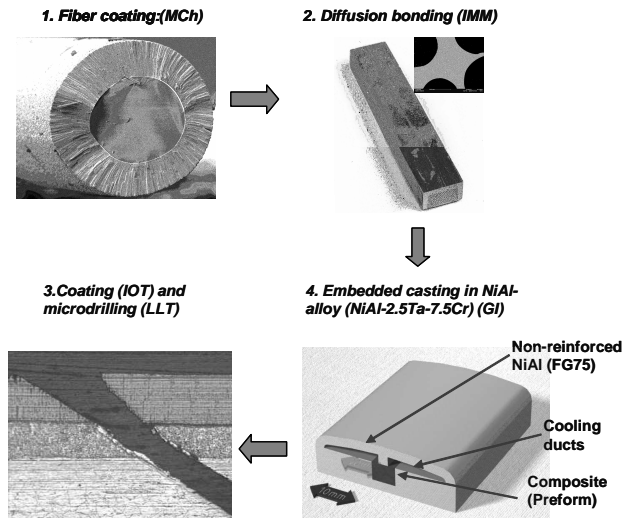 1. Fiber coating:(MCh)
2. Diffusion bonding (IMM)
3.Coating (IOT) and
microdrilling (LLT)
4. Embedded casting in NiAl-
alloy (NiAl-2.5Ta-7.5Cr) (GI)
Non-reinforced
NiAl (FG75)
Cooling
ducts
Composite
(Preform)
10mm